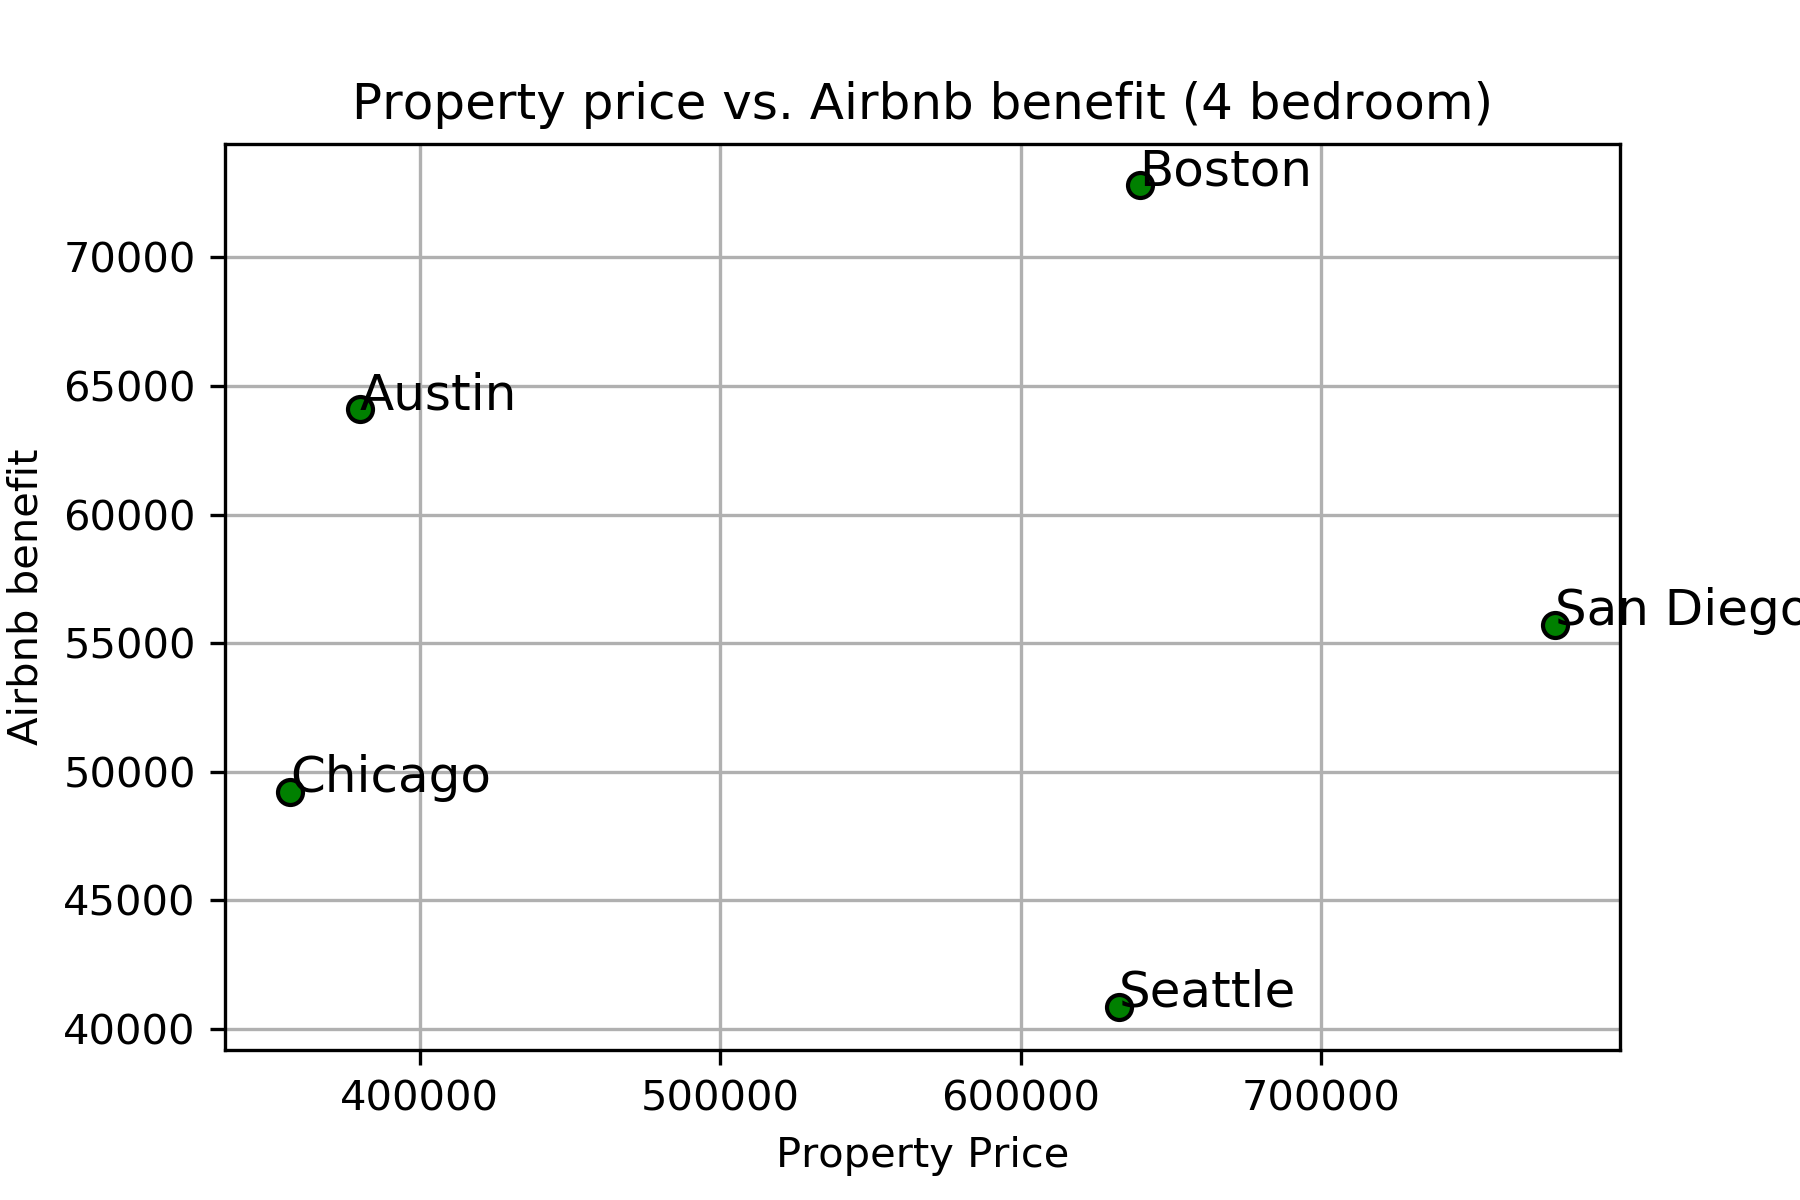 Property price vs. Airbnb benefit (4 bedroom)
Boston
70000
65000
Austin
60000
San Diego
55000
50000
Chicago
45000
Seattle
40000
Airbnb benefit
400000 500000 600000 700000
Property Price